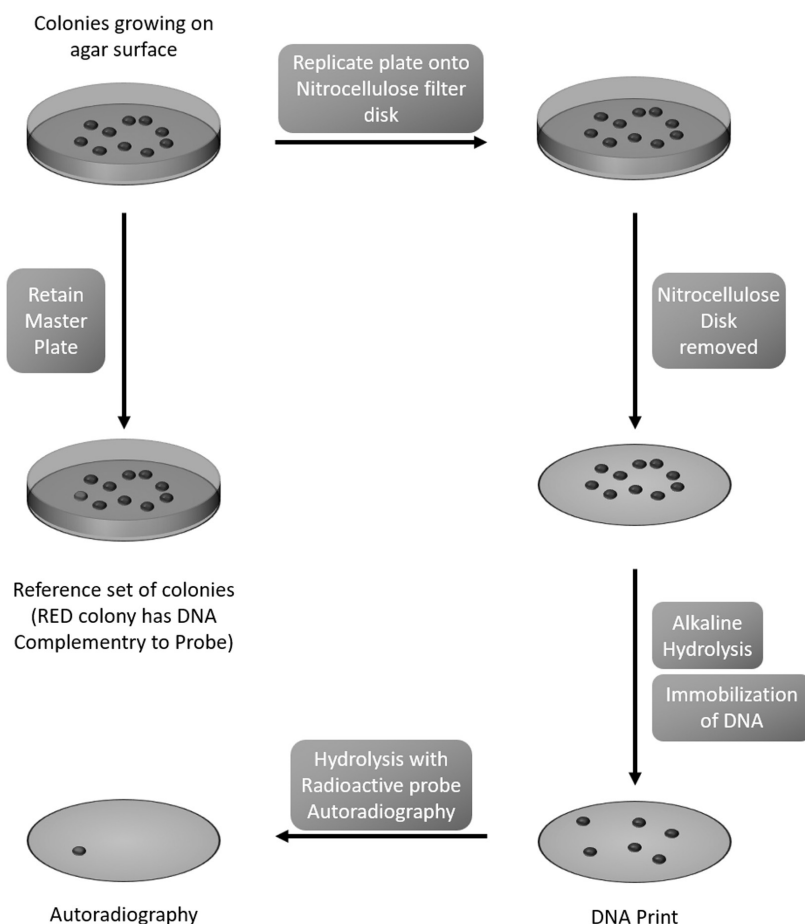 Colonies growing on
agar surface
Replicate plate onto
Nitrocellulose filter
disk
Retain
Master
Plate
Nitrocellulose
Disk
removed
Reference set of colonies
(RED colony has DNA
Complementry to Probe)
Alkaline
Hydrolysis
Immobilization
of DNA
Hydrolysis with
Radioactive probe
Autoradiography
Autoradiography
DNA Print